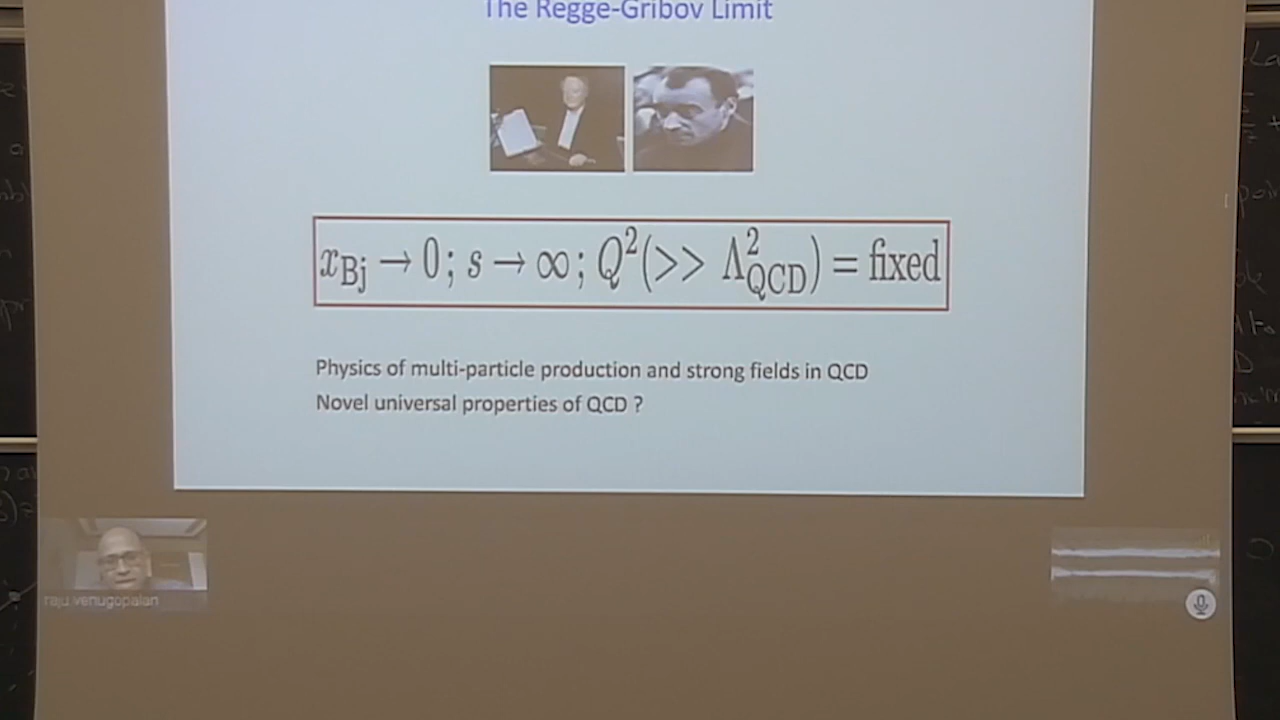 The Regge-Gribov Limit
x_Bj → 0; s → ∞; Q²(>> Λ²_QCD) = fixed
Physics of multi-particle production and strong fields in QCD
Novel universal properties of QCD ?
raju venugopalan